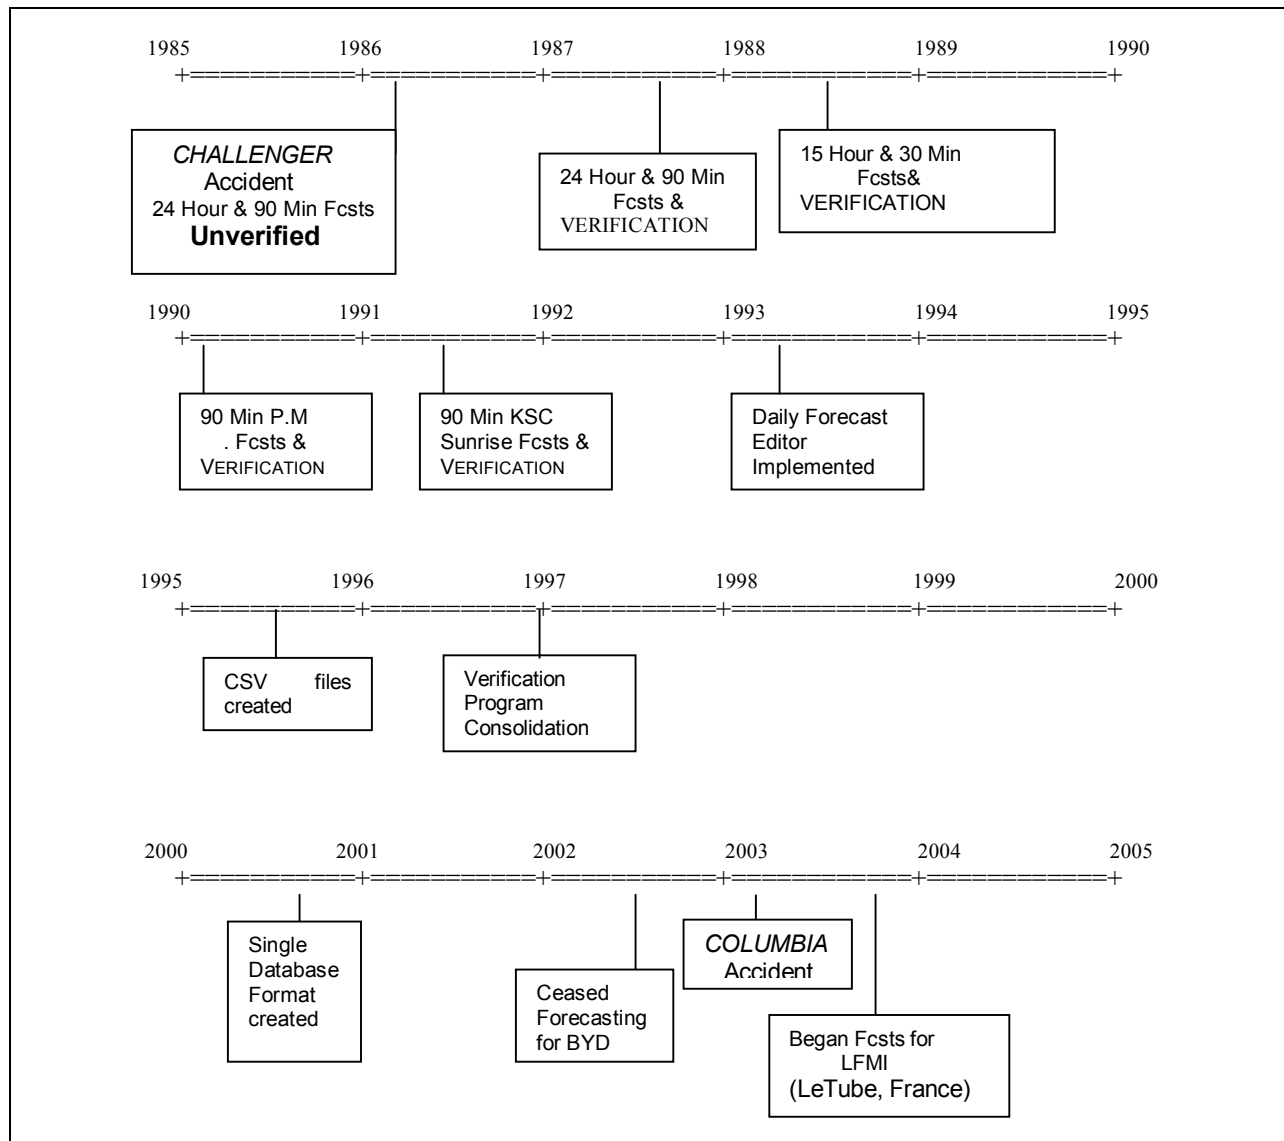 1985 1986 1987 1988 1989 1990
+=========+=========+=========+==========+==========+
CHALLENGER
Accident
24 Hour & 90 Min Fcsts
Unverified
24 Hour & 90 Min
Fcsts &
VERIFICATION
15 Hour & 30 Min
Fcsts&
VERIFICATION
1990 1991 1992 1993 1994 1995
+=========+=========+=========+==========+==========+
90 Min P.M
. Fcsts &
VERIFICATION
90 Min KSC
Sunrise Fcsts &
VERIFICATION
Daily Forecast
Editor
Implemented
1995 1996 1997 1998 1999 2000
+=========+=========+=========+==========+==========+
CSV files
created
Verification
Program
Consolidation
2000 2001 2002 2003 2004 2005
+=========+=========+=========+==========+==========+
Single
Database
Format
created
Ceased
Forecasting
for BYD
COLUMBIA
Accident
Began Fcsts for
LFMI
(LeTube, France)